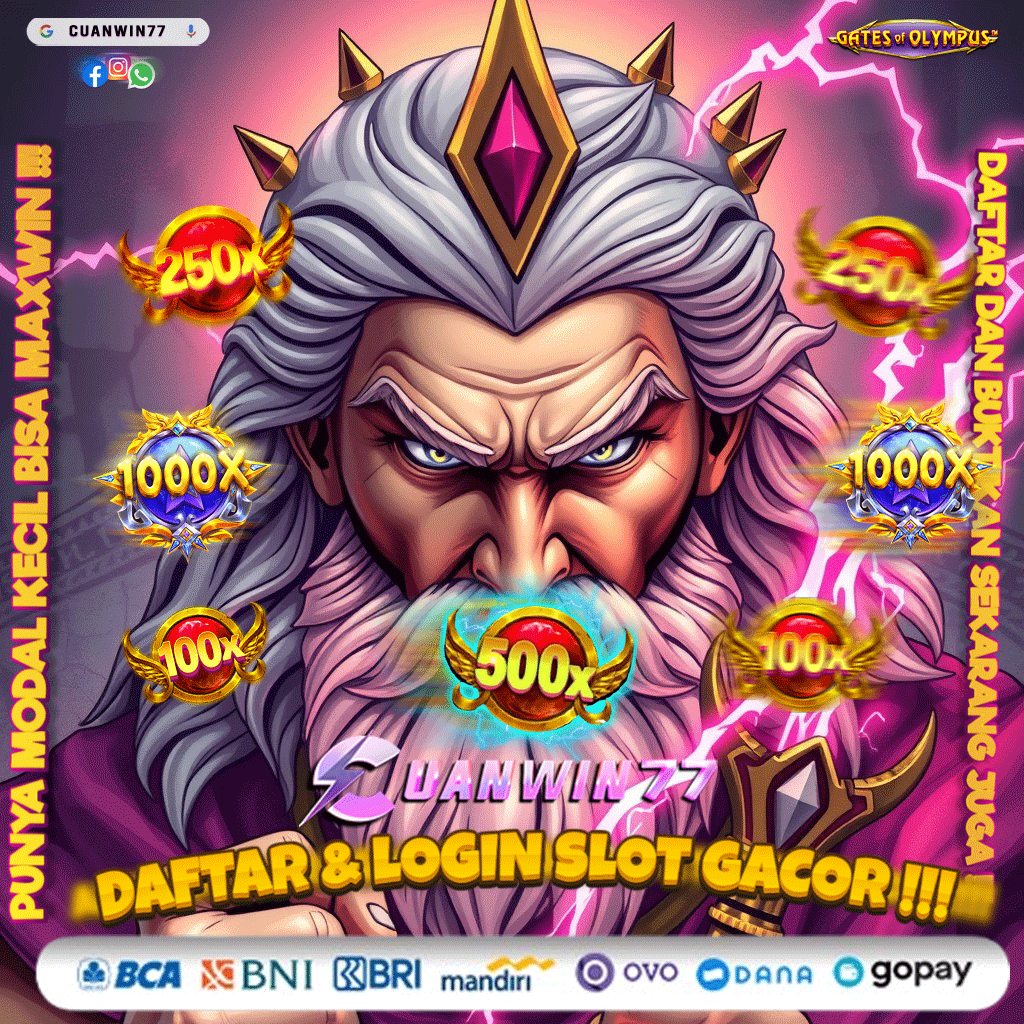 CUANWIN77
GATES of OLYMPUS™
PUNYA MODAL KECIL BISA MAXWIN !!!
DAFTAR DAN BUKTIKAN SEKARANG JUGA
250x
250x
1000X
1000X
100x
500x
100x
CUANWIN77
DAFTAR & LOGIN SLOT GACOR !!!
BCA BNI BRI mandiri OVO DANA gopay